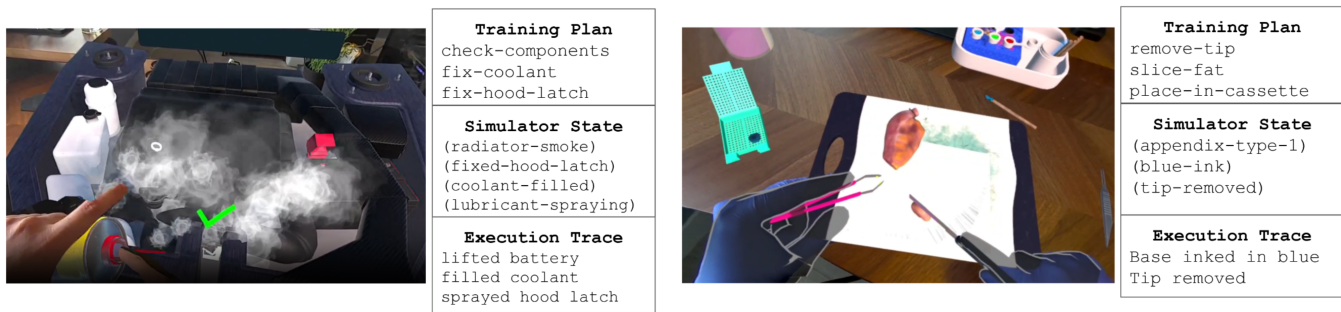 Training Plan
check-components
fix-coolant
fix-hood-latch
Simulator State
(radiator-smoke)
(fixed-hood-latch)
(coolant-filled)
(lubricant-spraying)
Execution Trace
lifted battery
filled coolant
sprayed hood latch
Training Plan
remove-tip
slice-fat
place-in-cassette
Simulator State
(appendix-type-1)
(blue-ink)
(tip-removed)
Execution Trace
Base inked in blue
Tip removed